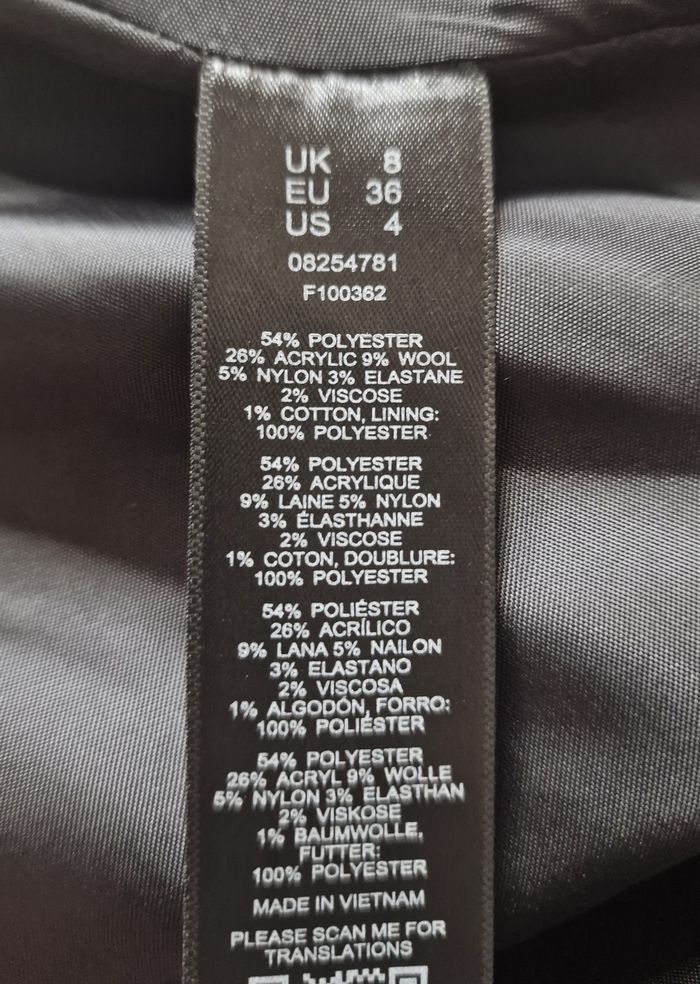 UK 8
EU 36
US 4
08254781
F100362
54% POLYESTER
26% ACRYLIC 9% WOOL
5% NYLON 3% ELASTANE
2% VISCOSE
1% COTTON, LINING:
100% POLYESTER
54% POLYESTER
26% ACRYLIQUE
9% LAINE 5% NYLON
3% ÉLASTHANNE
2% VISCOSE
1% COTON, DOUBLURE:
100% POLYESTER
54% POLIÉSTER
26% ACRÍLICO
9% LANA 5% NAILON
3% ELASTANO
2% VISCOSA
1% ALGODÓN, FORRO:
100% POLIÉSTER
54% POLYESTER
26% ACRYL 9% WOLLE
5% NYLON 3% ELASTHAN
2% VISKOSE
1% BAUMWOLLE,
FUTTER:
100% POLYESTER
MADE IN VIETNAM
PLEASE SCAN ME FOR
TRANSLATIONS